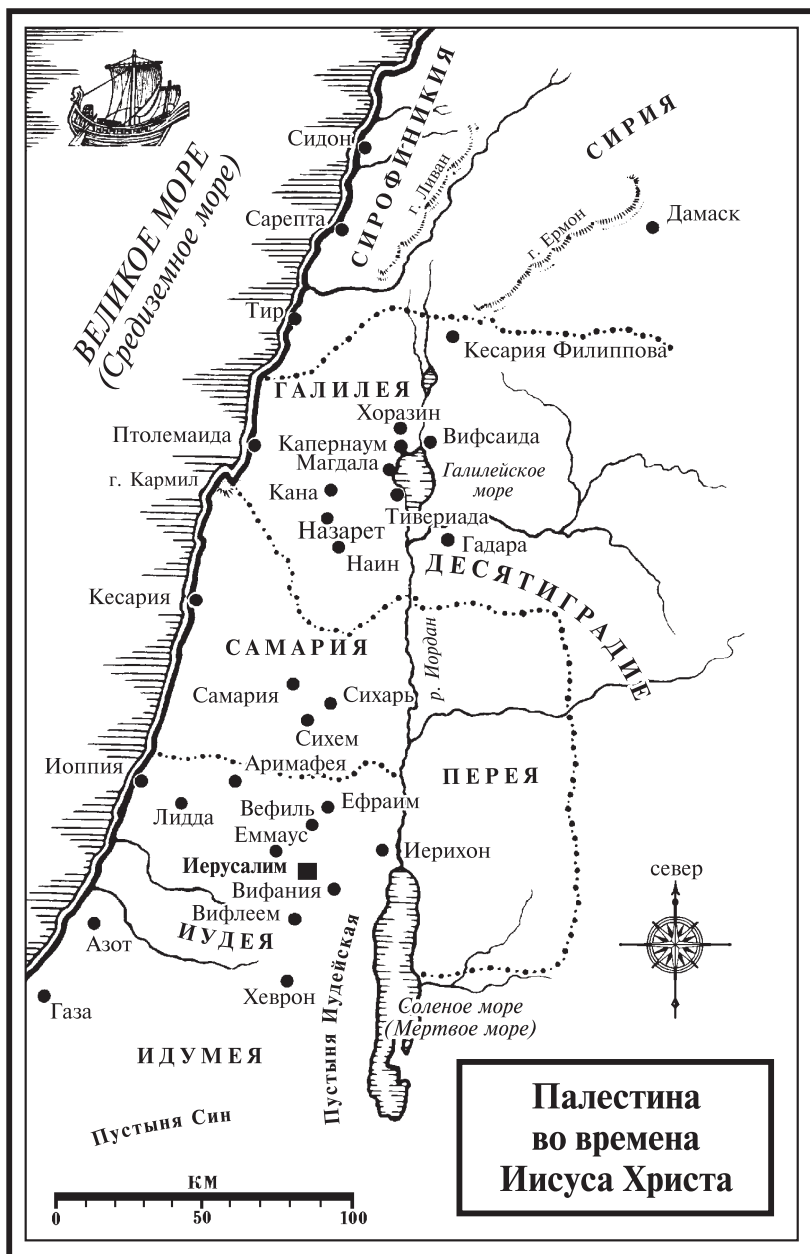 СИРОФИНИКИЯ
СИРИЯ
Сидон
г. Ливан
ВЕЛИКОЕ МОРЕ
(Средиземное море)
Сарепта
г. Ермон
Дамаск
Тир
Кесария Филиппова
ГАЛИЛЕЯ
Хоразин
Птолемаида
Капернаум
Вифсаида
Магдала
г. Кармил
Галилейское
море
Кана
Тивериада
Назарет
Гадара
Наин
ДЕСЯТИГРАДИЕ
Кесария
САМАРИЯ
р. Иордан
Самария
Сихарь
Сихем
Иоппия
Аримафея
ПЕРЕЯ
Лидда
Вефиль
Ефраим
Еммаус
Иерихон
Иерусалим
север
Вифания
Вифлеем
ИУДЕЯ
Азот
Пустыня Иудейская
Хеврон
Газа
Соленое море
(Мертвое море)
ИДУМЕЯ
Пустыня Син
Палестина
во времена
Иисуса Христа
КМ
0 50 100